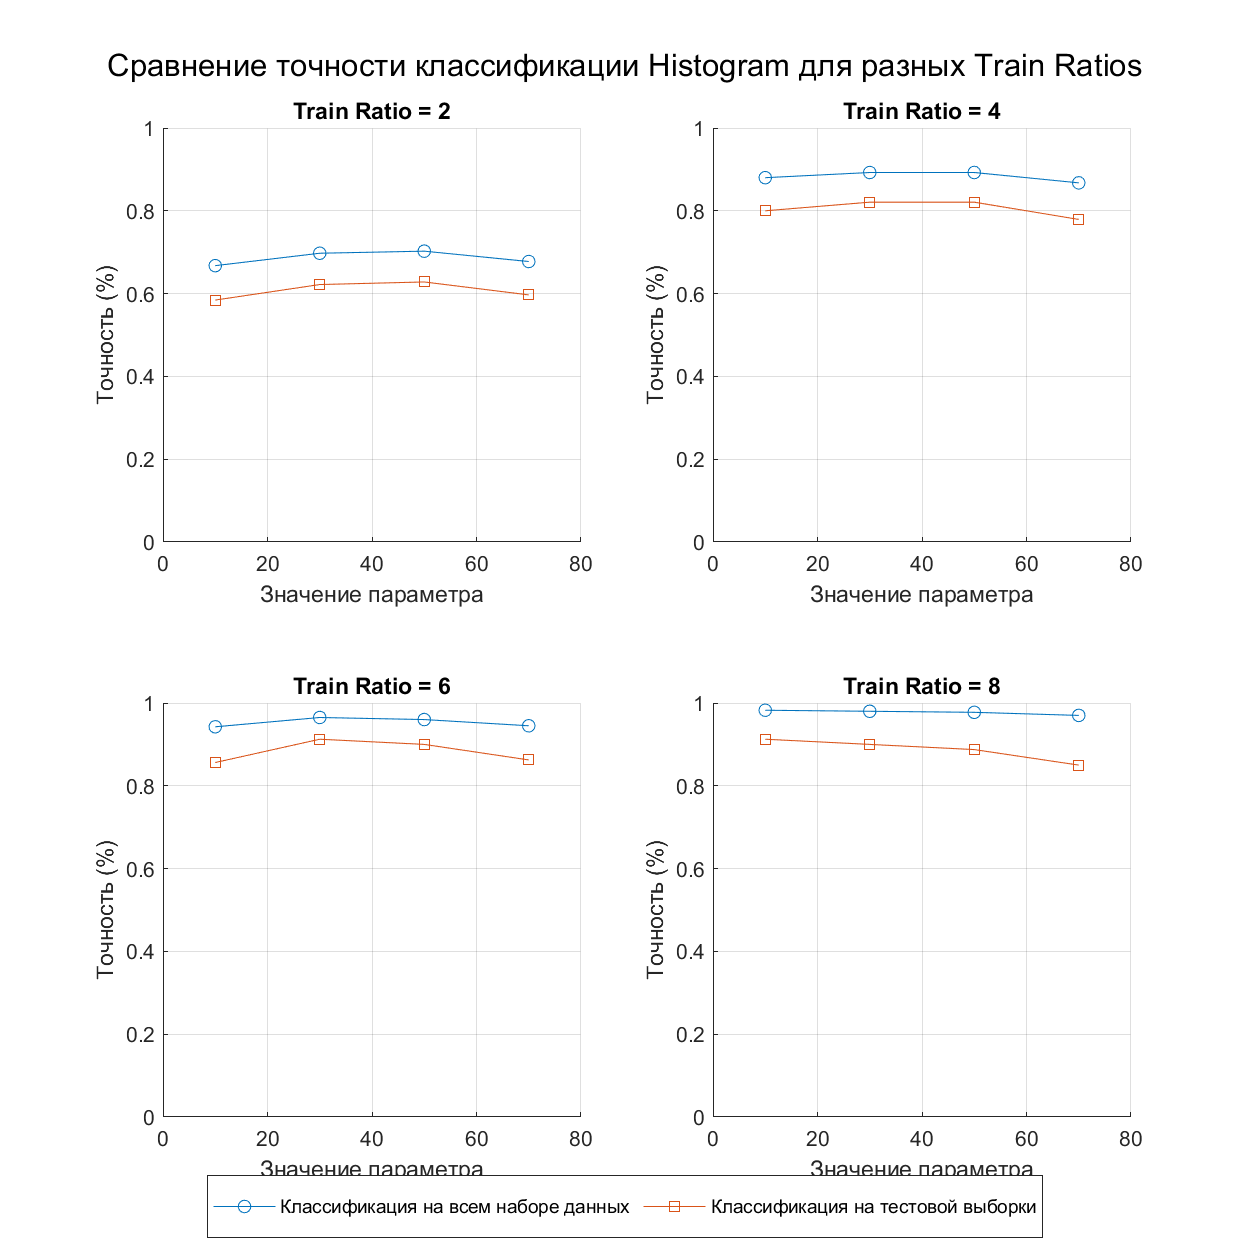 Сравнение точности классификации Histogram для разных Train Ratios
Train Ratio = 2
1
0.8
0.6
0.4
0.2
0
Точность (%)
0 20 40 60 80
Значение параметра
Train Ratio = 4
1
0.8
0.6
0.4
0.2
0
Точность (%)
0 20 40 60 80
Значение параметра
Train Ratio = 6
1
0.8
0.6
0.4
0.2
0
Точность (%)
0 20 40 60 80
Значение параметра
Train Ratio = 8
1
0.8
0.6
0.4
0.2
0
Точность (%)
0 20 40 60 80
Значение параметра
Классификация на всем наборе данных
Классификация на тестовой выборки